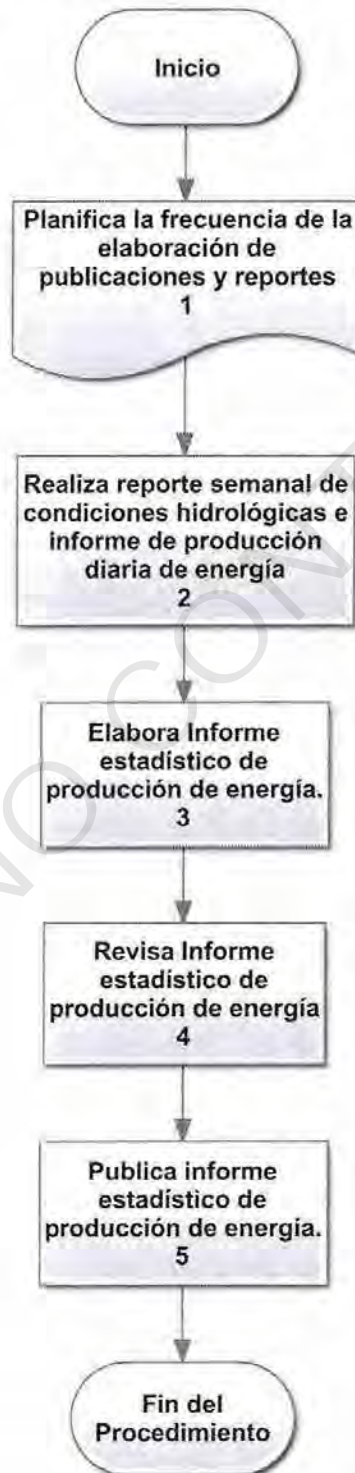 Inicio
Planifica la frecuencia de la
elaboración de
publicaciones y reportes
1
Realiza reporte semanal de
condiciones hidrológicas e
informe de producción
diaria de energía
2
Elabora Informe
estadístico de
producción de energía.
3
Revisa Informe
estadístico de
producción de energía
4
Publica informe
estadístico de
producción de energía.
5
Fin del
Procedimiento